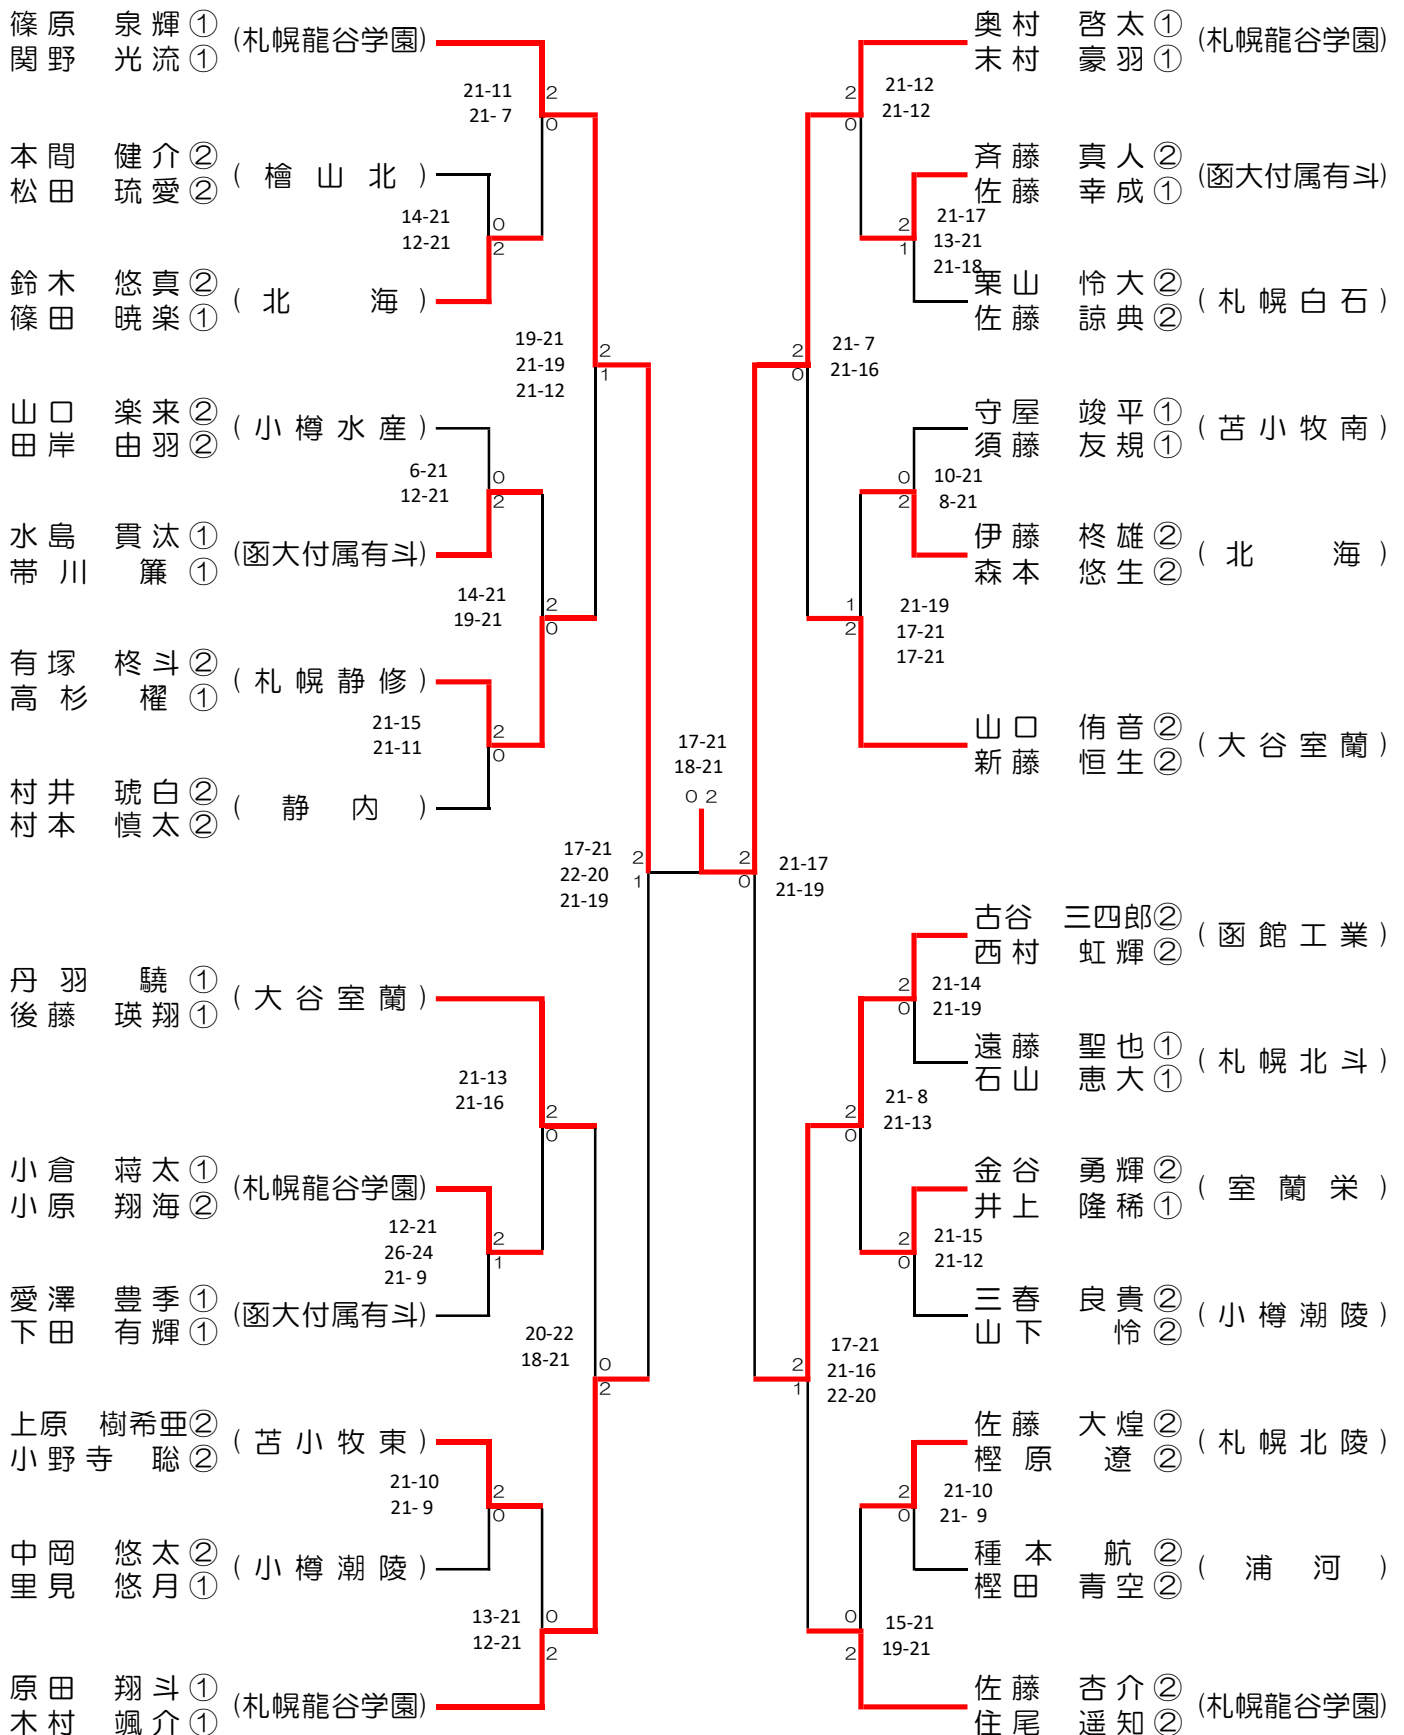 篠原 泉輝① (札幌龍谷学園)
関野 光流①
21-11 2
21- 7 0
本間 健介② (檜山北)
松田 琉愛②
14-21 0
12-21 2
鈴木 悠真② (北海)
篠田 暁楽①
19-21 2
21-19 1
21-12
山口 楽来② (小樽水産)
田岸 由羽②
6-21 0
12-21 2
水島 貫汰① (函大付属有斗)
帯川 簾①
14-21 2
19-21 0
有塚 柊斗② (札幌静修)
高杉 櫂①
21-15 2
21-11 0
村井 琥白② (静内)
村本 慎太②
17-21 2
22-20 1
21-19
丹羽 驍① (大谷室蘭)
後藤 瑛翔①
21-13 2
21-16 0
小倉 蒋太① (札幌龍谷学園)
小原 翔海②
12-21 2
26-24 1
21- 9
愛澤 豊季① (函大付属有斗)
下田 有輝①
20-22 0
18-21 2
上原 樹希亜② (苫小牧東)
小野寺 聡②
21-10 2
21- 9 0
中岡 悠太② (小樽潮陵)
里見 悠月①
13-21 0
12-21 2
原田 翔斗① (札幌龍谷学園)
木村 颯介①
17-21
18-21
0 2
奥村 啓太① (札幌龍谷学園)
末村 豪羽①
2 21-12
0 21-12
斉藤 真人② (函大付属有斗)
佐藤 幸成①
2 21-17
1 13-21
21-18
栗山 怜大② (札幌白石)
佐藤 諒典②
2 21- 7
0 21-16
守屋 竣平① (苫小牧南)
須藤 友規①
0 10-21
2 8-21
伊藤 柊雄② (北海)
森本 悠生②
1 21-19
2 17-21
17-21
山口 侑音② (大谷室蘭)
新藤 恒生②
2 21-17
0 21-19
古谷 三四郎② (函館工業)
西村 虹輝②
2 21-14
0 21-19
遠藤 聖也① (札幌北斗)
石山 恵大①
2 21- 8
0 21-13
金谷 勇輝② (室蘭栄)
井上 隆稀①
2 21-15
0 21-12
三春 良貴② (小樽潮陵)
山下 怜②
2 17-21
1 21-16
22-20
佐藤 大煌② (札幌北陵)
樫原 遼②
2 21-10
0 21- 9
種本 航② (浦河)
樫田 青空②
0 15-21
2 19-21
佐藤 杏介② (札幌龍谷学園)
住尾 遥知②